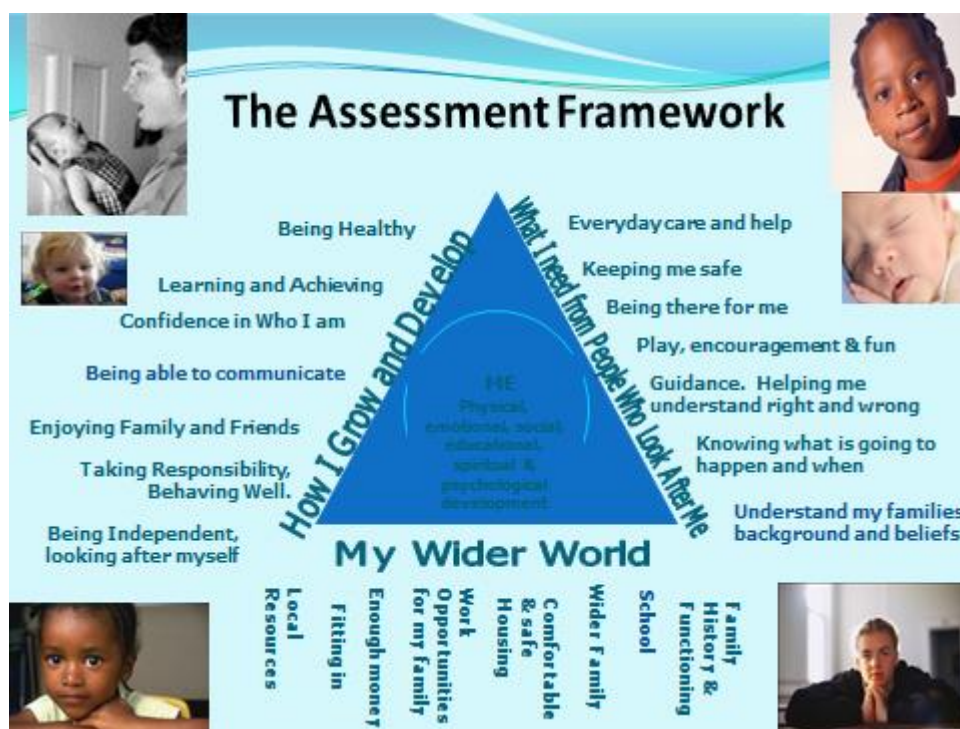 The Assessment Framework
Being Healthy
Learning and Achieving
Confidence in Who I am
Being able to communicate
Enjoying Family and Friends
Taking Responsibility,
Behaving Well.
Being Independent,
looking after myself
How I Grow and Develop
What I need from People Who Look After Me
Everyday care and help
Keeping me safe
Being there for me
Play, encouragement & fun
Guidance. Helping me
understand right and wrong
Knowing what is going to
happen and when
Understand my families
background and beliefs
ME
Physical,
emotional, social,
educational,
spiritual &
psychological
development
My Wider World
Local
Resources
Fitting in
Enough money
Work
Opportunities
for my family
Comfortable
& safe
Housing
Wider Family
School
Family
History &
Functioning